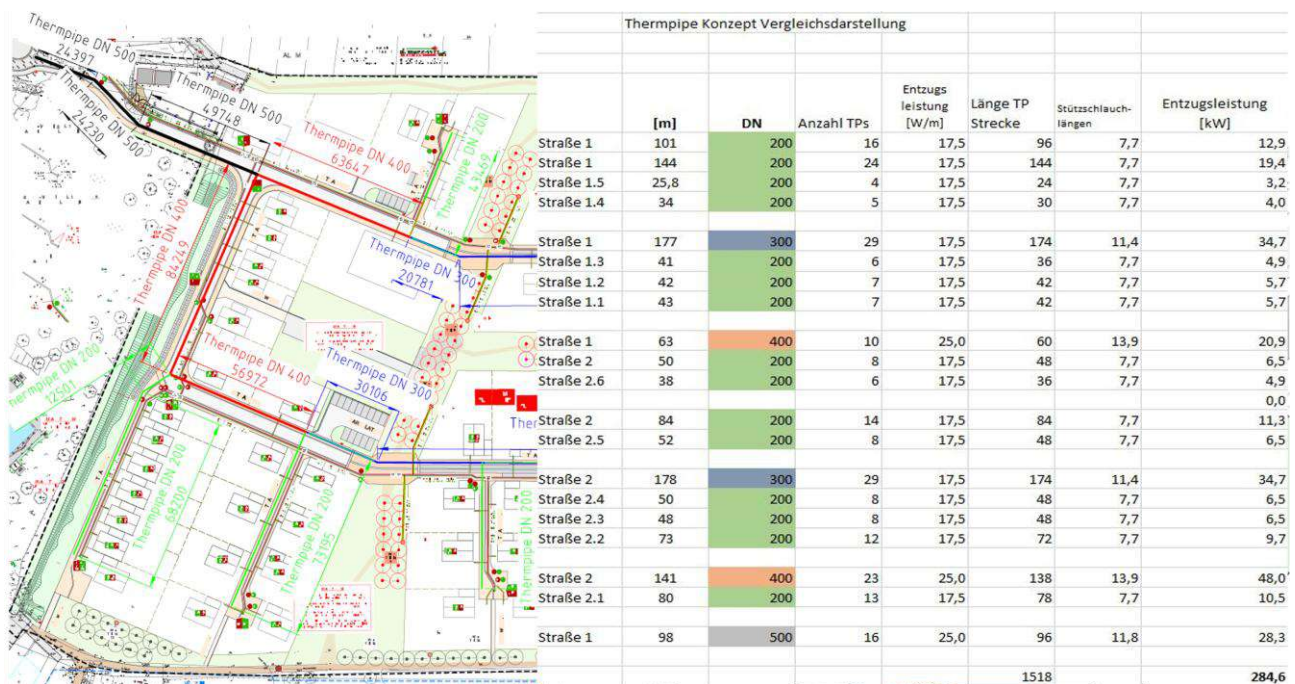 Thermpipe DN 500
24397
AL M
Thermpipe DN 500
49748
24230
Thermpipe DN 500
Thermpipe DN 400
63647
Thermpipe DN 200
43469
Thermpipe DN 400
84249
Thermpipe DN 300
20781
Thermpipe DN 400
56972
Thermpipe DN 300
30106
hermpipe DN 200
12501
Ther
Thermpipe DN 200
68200
Thermpipe DN 200
73195
Thermpipe DN 200
Thermpipe Konzept Vergleichsdarstellung
[m] DN Anzahl TPs Entzugs leistung [W/m] Länge TP Strecke Stützschlauch-längen Entzugsleistung [kW]
Straße 1 101 200 16 17,5 96 7,7 12,9
Straße 1 144 200 24 17,5 144 7,7 19,4
Straße 1.5 25,8 200 4 17,5 24 7,7 3,2
Straße 1.4 34 200 5 17,5 30 7,7 4,0
Straße 1 177 300 29 17,5 174 11,4 34,7
Straße 1.3 41 200 6 17,5 36 7,7 4,9
Straße 1.2 42 200 7 17,5 42 7,7 5,7
Straße 1.1 43 200 7 17,5 42 7,7 5,7
Straße 1 63 400 10 25,0 60 13,9 20,9
Straße 2 50 200 8 17,5 48 7,7 6,5
Straße 2.6 38 200 6 17,5 36 7,7 4,9
0,0
Straße 2 84 200 14 17,5 84 7,7 11,3
Straße 2.5 52 200 8 17,5 48 7,7 6,5
Straße 2 178 300 29 17,5 174 11,4 34,7
Straße 2.4 50 200 8 17,5 48 7,7 6,5
Straße 2.3 48 200 8 17,5 48 7,7 6,5
Straße 2.2 73 200 12 17,5 72 7,7 9,7
Straße 2 141 400 23 25,0 138 13,9 48,0
Straße 2.1 80 200 13 17,5 78 7,7 10,5
Straße 1 98 500 16 25,0 96 11,8 28,3
1518 284,6